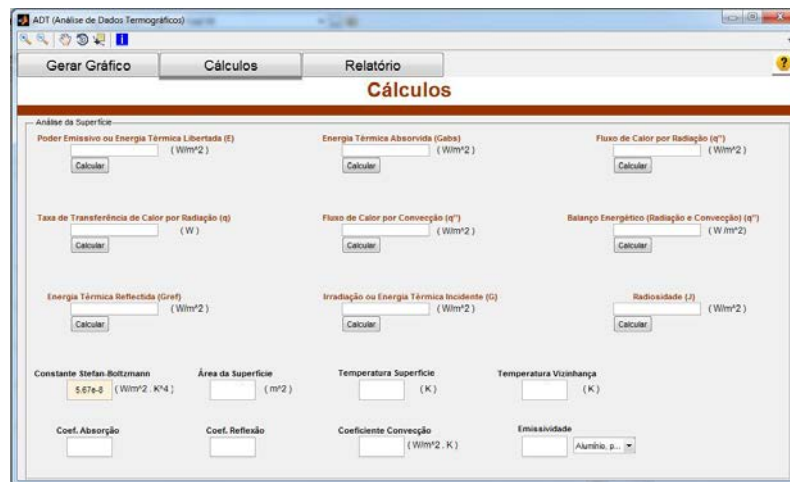 ADT (Análise de Dados Termográficos)
Gerar Gráfico Cálculos Relatório
Cálculos
Análise da Superfície
Poder Emissivo ou Energia Térmica Libertada (E) Energia Térmica Absorvida (Gabs) Fluxo de Calor por Radiação (q'')
( W/m^2 ) ( W/m^2 ) ( W/m^2 )
Calcular Calcular Calcular
Taxa de Transferência de Calor por Radiação (q) Fluxo de Calor por Convecção (q'') Balanço Energético (Radiação e Convecção) (q'')
( W ) ( W/m^2) ( W /m^2)
Calcular Calcular Calcular
Energia Térmica Reflectida (Gref) Irradiação ou Energia Térmica Incidente (G) Radiosidade (J)
( W/m^2 ) ( W/m^2 ) ( W/m^2 )
Calcular Calcular Calcular
Constante Stefan-Boltzmann Área da Superfície Temperatura Superfície Temperatura Vizinhança
5.67e-8 ( W/m^2 . K^4 ) ( m^2 ) ( K ) ( K )
Coef. Absorção Coef. Reflexão Coeficiente Convecção Emissividade
( W/m^2 . K ) Alumínio, p...